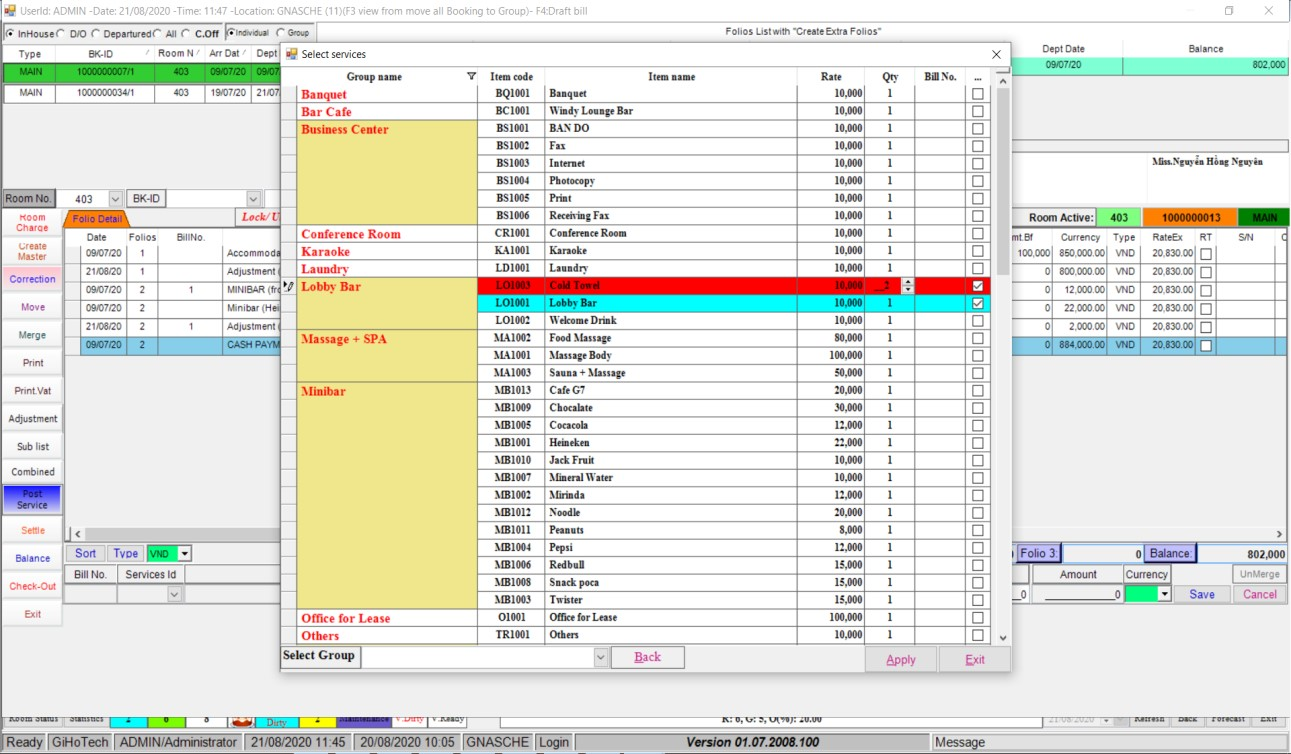 UserId: ADMIN -Date: 21/08/2020 -Time: 11:47 -Location: GNASCHE (11)(F3 view from move all Booking to Group)- F4:Draft bill
InHouse D/O Departured All C.Off Individual Group
Folios List with "Create Extra Folios"
Type BK-ID Room N Arr Dat Dept
MAIN 1000000007/1 403 09/07/20 09/07
MAIN 1000000034/1 403 19/07/20 21/07
Dept Date Balance
09/07/20 802,000
Miss.Nguyễn Hồng Nguyên
Room No. 403 BK-ID
Room Active: 403 1000000013 MAIN
Folio Detail Lock/ U
Date Folios BillNo.
09/07/20 1 Accommoda
21/08/20 1 Adjustment (
09/07/20 2 1 MINIBAR (fro
09/07/20 2 Minibar (Hei
21/08/20 2 1 Adjustment (
09/07/20 2 CASH PAYM
mt.Bf Currency Type RateEx RT S/N C
100,000 850,000.00 VND 20,830.00
0 800,000.00 VND 20,830.00
0 12,000.00 VND 20,830.00
0 22,000.00 VND 20,830.00
0 2,000.00 VND 20,830.00
0 884,000.00 VND 20,830.00
Room
Charge
Create
Master
Correction
Move
Merge
Print
Print.Vat
Adjustment
Sub list
Combined
Post
Service
Settle
Balance
Check-Out
Exit
Select services
Group name Item code Item name Rate Qty Bill No. ...
Banquet BQ1001 Banquet 10,000 1
Bar Cafe BC1001 Windy Lounge Bar 10,000 1
Business Center BS1001 BAN DO 10,000 1
BS1002 Fax 10,000 1
BS1003 Internet 10,000 1
BS1004 Photocopy 10,000 1
BS1005 Print 10,000 1
BS1006 Receiving Fax 10,000 1
Conference Room CR1001 Conference Room 10,000 1
Karaoke KA1001 Karaoke 10,000 1
Laundry LD1001 Laundry 10,000 1
Lobby Bar LO1003 Cold Towel 10,000 __2
LO1001 Lobby Bar 10,000 1
LO1002 Welcome Drink 10,000 1
Massage + SPA MA1002 Food Massage 80,000 1
MA1001 Massage Body 100,000 1
MA1003 Sauna + Massage 50,000 1
Minibar MB1013 Cafe G7 20,000 1
MB1009 Chocalate 30,000 1
MB1005 Cococola 12,000 1
MB1001 Heineken 22,000 1
MB1010 Jack Fruit 10,000 1
MB1007 Mineral Water 10,000 1
MB1002 Mirinda 12,000 1
MB1012 Noodle 20,000 1
MB1011 Peanuts 8,000 1
MB1004 Pepsi 12,000 1
MB1006 Redbull 15,000 1
MB1008 Snack poca 15,000 1
MB1003 Twister 15,000 1
Office for Lease O1001 Office for Lease 100,000 1
Others TR1001 Others 10,000 1
Select Group Back Apply Exit
Sort Type VND
Folio 3: 0 Balance: 802,000
Bill No. Services Id
Amount Currency UnMerge
_0 __________0 Save Cancel
Room Status Statistics 1 6 8 Dirty 2 Maintenance V.Dirty V.Ready K: 6, G: 5, O(%): 20.00 21/08/2020 Refresh Back Forecast Exit
Ready GiHoTech ADMIN/Administrator 21/08/2020 11:45 20/08/2020 10:05 GNASCHE Login Version 01.07.2008.100 Message